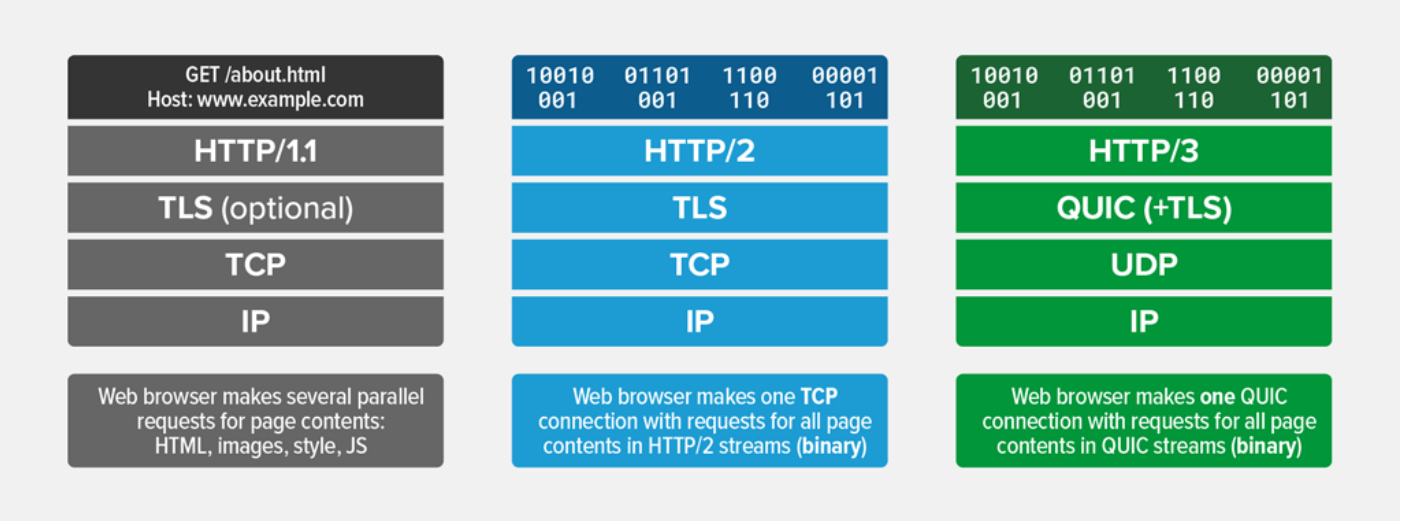 GET /about.html
Host: www.example.com
HTTP/1.1
TLS (optional)
TCP
IP
Web browser makes several parallel
requests for page contents:
HTML, images, style, JS
10010 01101 1100 00001
001 001 110 101
HTTP/2
TLS
TCP
IP
Web browser makes one TCP
connection with requests for all page
contents in HTTP/2 streams (binary)
10010 01101 1100 00001
001 001 110 101
HTTP/3
QUIC (+TLS)
UDP
IP
Web browser makes one QUIC
connection with requests for all page
contents in QUIC streams (binary)